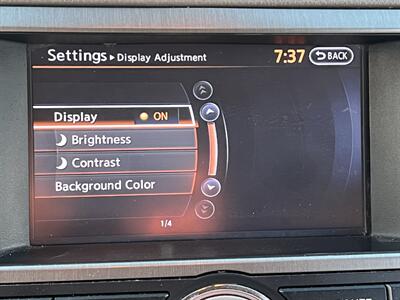 Settings ▸ Display Adjustment 7:37 BACK
Display ON
Brightness
Contrast
Background Color
1/4